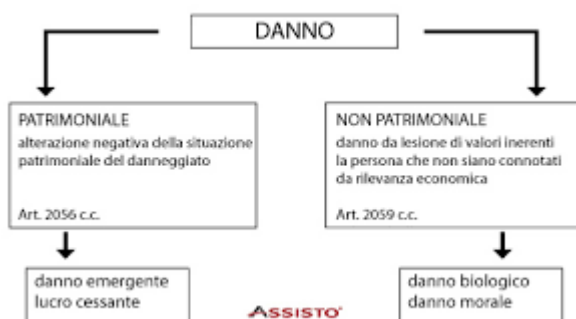 DANNO
PATRIMONIALE
alterazione negativa della situazione
patrimoniale del danneggiato
Art. 2056 c.c.
NON PATRIMONIALE
danno da lesione di valori inerenti
la persona che non siano connotati
da rilevanza economica
Art. 2059 c.c.
danno emergente
lucro cessante
danno biologico
danno morale
ASSISTO